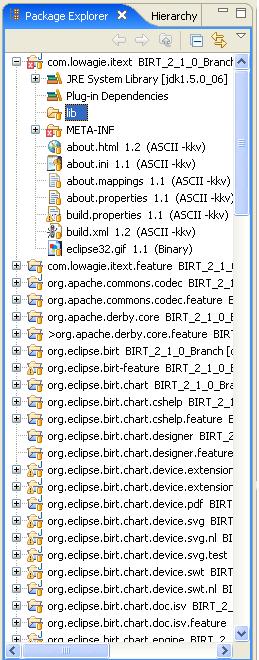 Package Explorer Hierarchy
com.lowagie.itext BIRT_2_1_0_Branch
JRE System Library [jdk1.5.0_06]
Plug-in Dependencies
lib
META-INF
about.html 1.2 (ASCII -kkv)
about.ini 1.1 (ASCII -kkv)
about.mappings 1.1 (ASCII -kkv)
about.properties 1.1 (ASCII -kkv)
build.properties 1.1 (ASCII -kkv)
build.xml 1.2 (ASCII -kkv)
eclipse32.gif 1.1 (Binary)
com.lowagie.itext.feature BIRT_2_1_0
org.apache.commons.codec BIRT_2_1
org.apache.commons.codec.feature B
org.apache.derby.core BIRT_2_1_0_
>org.apache.derby.core.feature BIRT
org.eclipse.birt BIRT_2_1_0_Branch [o
org.eclipse.birt-feature BIRT_2_1_0_
org.eclipse.birt.chart BIRT_2_1_0_Br
org.eclipse.birt.chart.cshelp BIRT_2_
org.eclipse.birt.chart.cshelp.feature B
org.eclipse.birt.chart.designer BIRT_2
org.eclipse.birt.chart.designer.feature
org.eclipse.birt.chart.device.extension
org.eclipse.birt.chart.device.extension
org.eclipse.birt.chart.device.pdf BIRT
org.eclipse.birt.chart.device.svg BIRT
org.eclipse.birt.chart.device.svg.nl BI
org.eclipse.birt.chart.device.svg.test
org.eclipse.birt.chart.device.swt BIRT
org.eclipse.birt.chart.device.swt.nl BI
org.eclipse.birt.chart.doc.isv BIRT_2_
org.eclipse.birt.chart.doc.isv.feature
org.eclipse.birt.chart.engine BIRT_2_